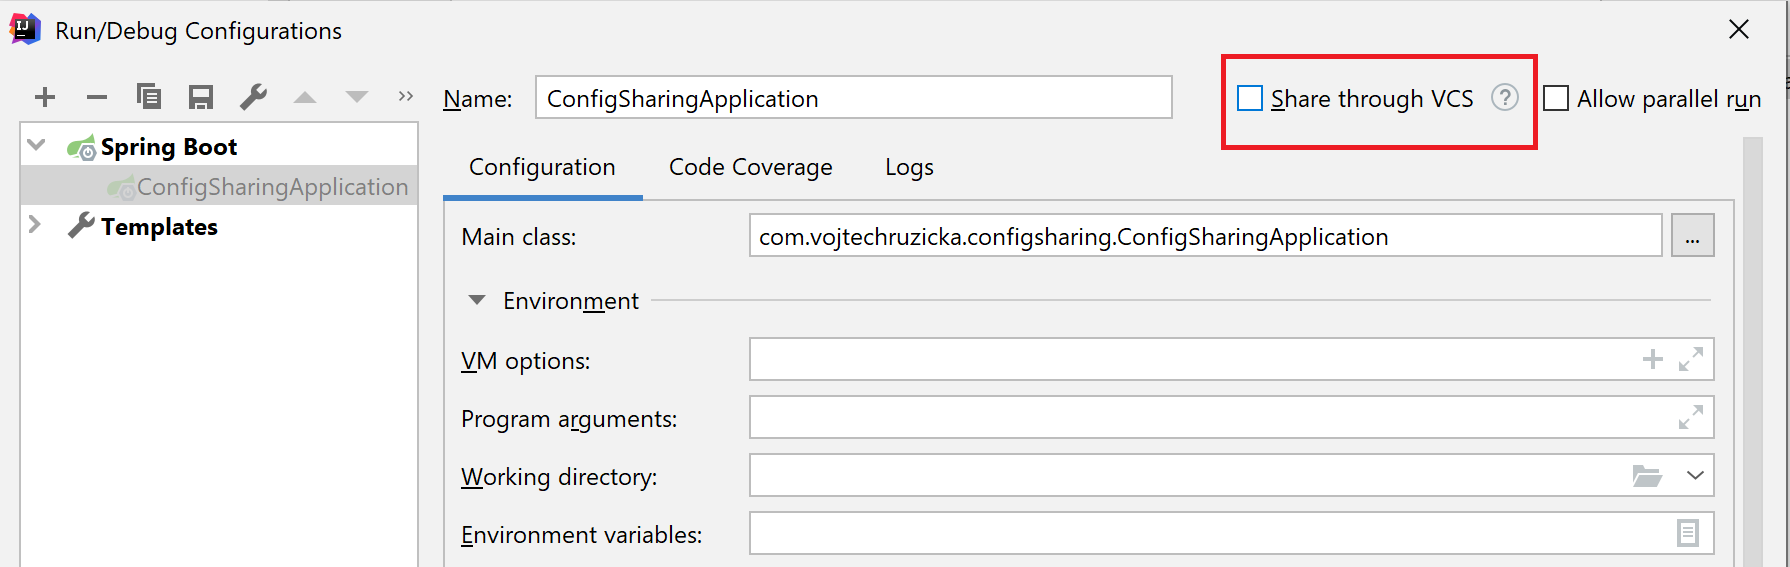 Run/Debug Configurations
Name: ConfigSharingApplication Share through VCS ? Allow parallel run
Spring Boot
ConfigSharingApplication
Templates
Configuration Code Coverage Logs
Main class: com.vojtechruzicka.configsharing.ConfigSharingApplication ...
Environment
VM options:
Program arguments:
Working directory:
Environment variables: